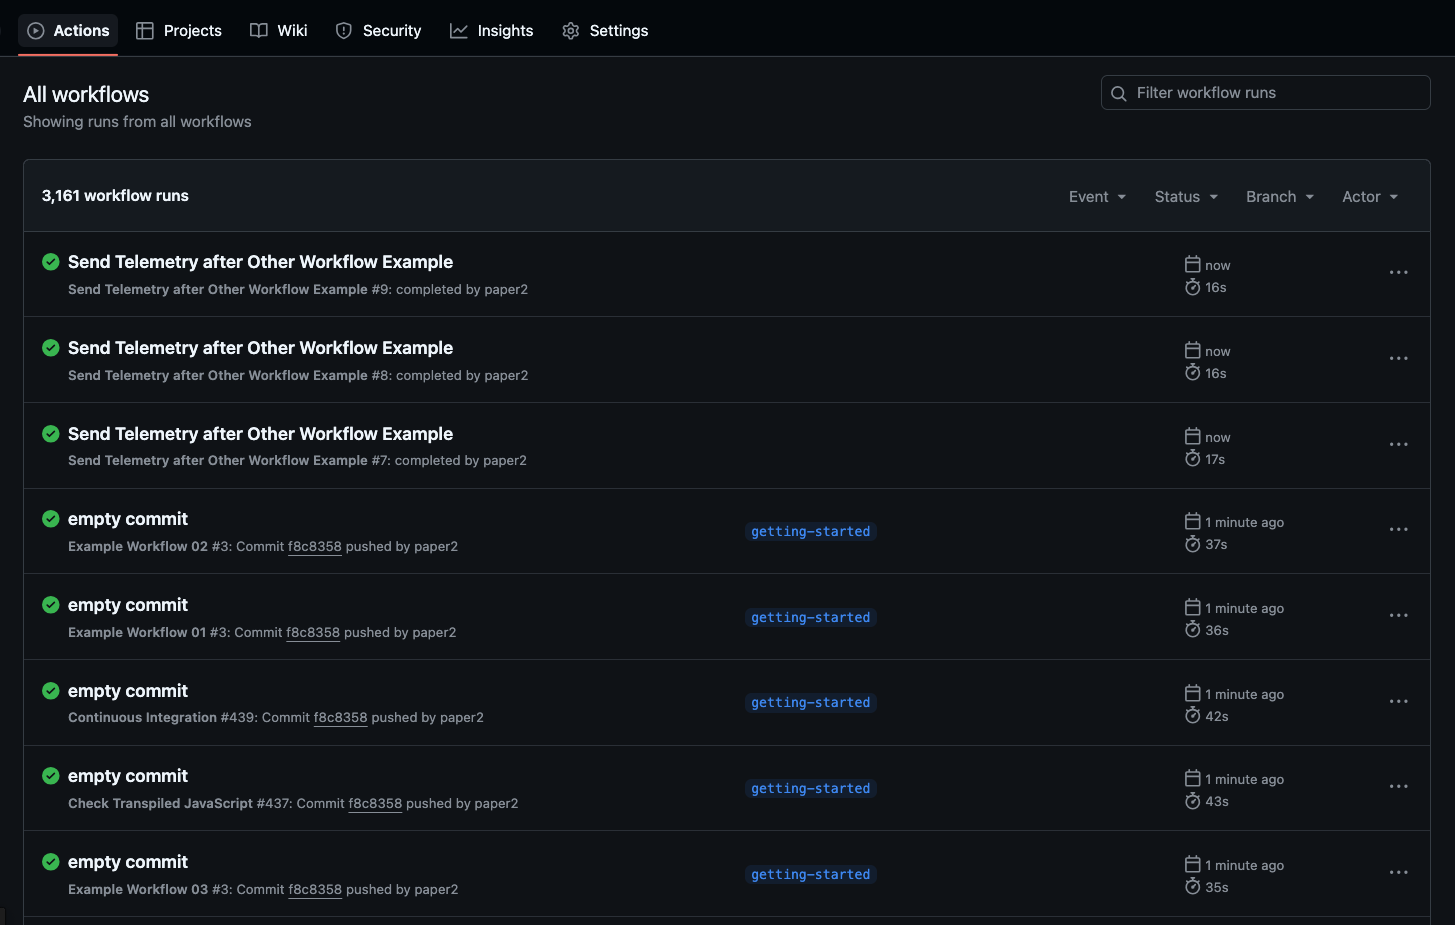 Actions Projects Wiki Security Insights Settings
All workflows
Showing runs from all workflows
Filter workflow runs
3,161 workflow runs
Event Status Branch Actor
Send Telemetry after Other Workflow Example
Send Telemetry after Other Workflow Example #9: completed by paper2
now
16s
Send Telemetry after Other Workflow Example
Send Telemetry after Other Workflow Example #8: completed by paper2
now
16s
Send Telemetry after Other Workflow Example
Send Telemetry after Other Workflow Example #7: completed by paper2
now
17s
empty commit
Example Workflow 02 #3: Commit f8c8358 pushed by paper2
getting-started
1 minute ago
37s
empty commit
Example Workflow 01 #3: Commit f8c8358 pushed by paper2
getting-started
1 minute ago
36s
empty commit
Continuous Integration #439: Commit f8c8358 pushed by paper2
getting-started
1 minute ago
42s
empty commit
Check Transpiled JavaScript #437: Commit f8c8358 pushed by paper2
getting-started
1 minute ago
43s
empty commit
Example Workflow 03 #3: Commit f8c8358 pushed by paper2
getting-started
1 minute ago
35s